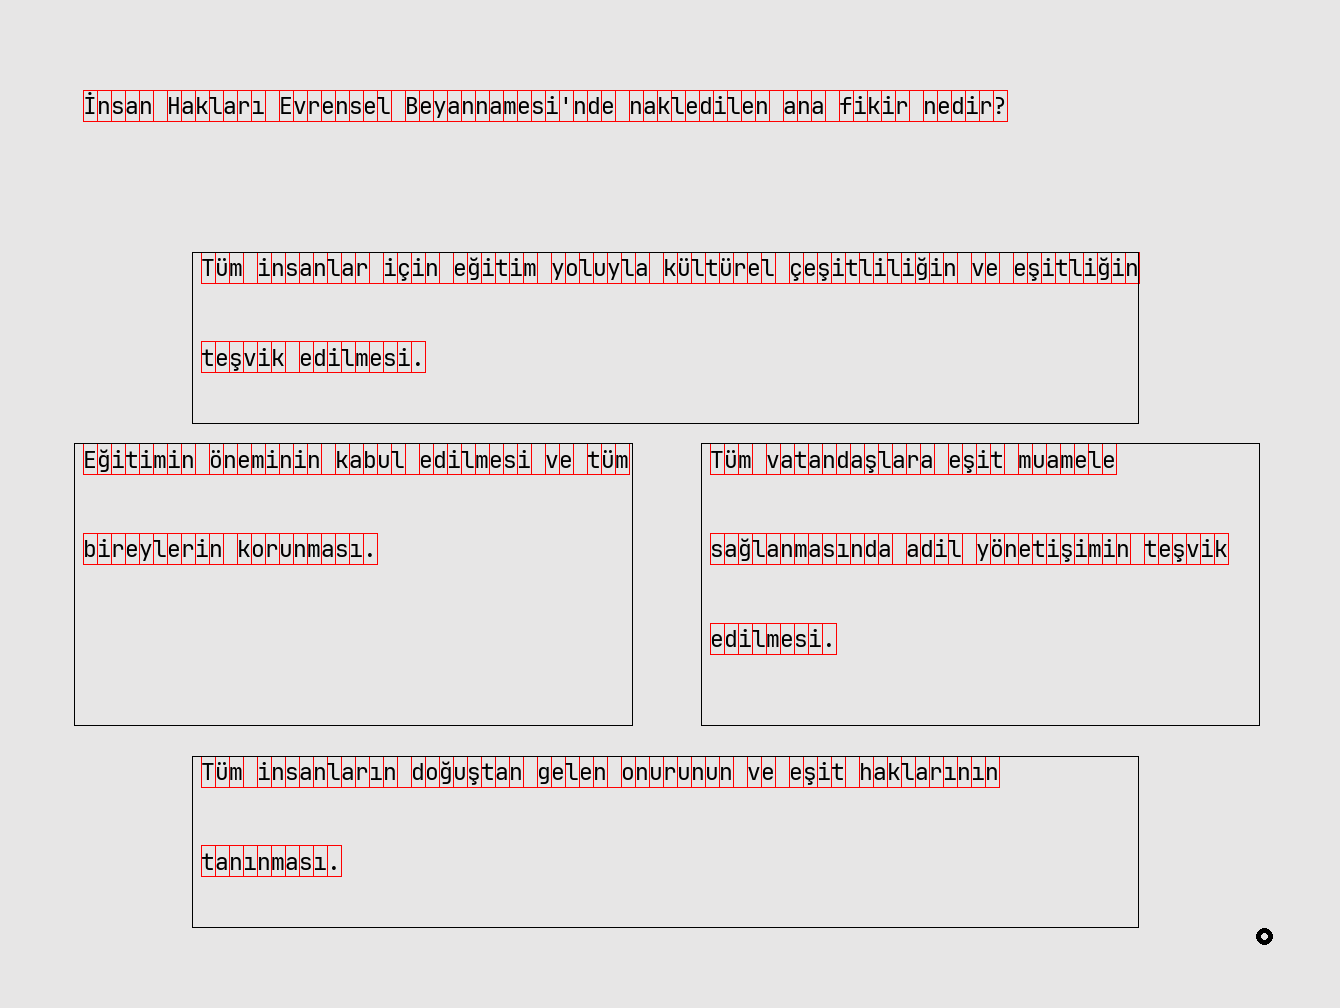 İnsan Hakları Evrensel Beyannamesi'nde nakledilen ana fikir nedir?
Tüm insanlar için eğitim yoluyla kültürel çeşitliliğin ve eşitliğin
teşvik edilmesi.
Eğitimin öneminin kabul edilmesi ve tüm
bireylerin korunması.
Tüm vatandaşlara eşit muamele
sağlanmasında adil yönetişimin teşvik
edilmesi.
Tüm insanların doğuştan gelen onurunun ve eşit haklarının
tanınması.